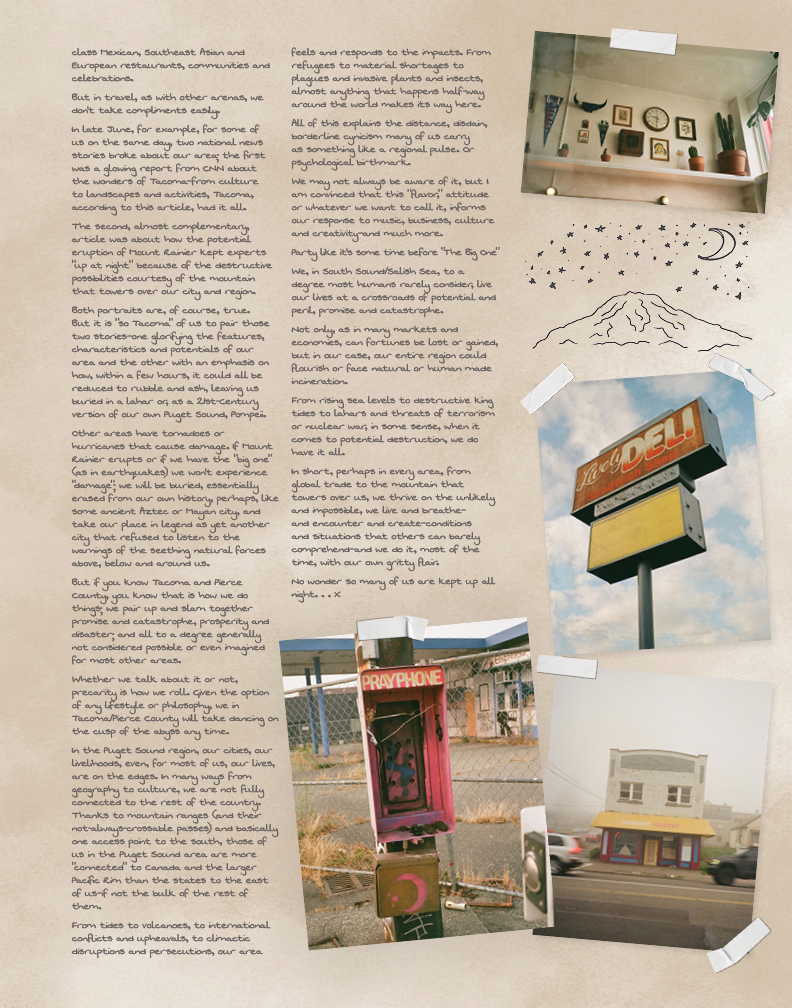 class Mexican, Southeast Asian and
European restaurants, communities and
celebrations.
But in travel, as with other arenas, we
don't take compliments easily.
In late June, for example, for some of
us on the same day, two national news
stories broke about our area; the first
was a glowing report from CNN about
the wonders of Tacoma-from culture
to landscapes and activities, Tacoma,
according to this article, had it all.
The second, almost complementary,
article was about how the potential
eruption of Mount Rainier kept experts
"up at night" because of the destructive
possibilities courtesy of the mountain
that towers over our city and region.
Both portraits are, of course, true.
But it is "so Tacoma" of us to pair those
two stories-one glorifying the features,
characteristics and potentials of our
area and the other with an emphasis on
how, within a few hours, it could all be
reduced to rubble and ash, leaving us
buried in a lahar or, as a 21st-Century
version of our own Puget Sound, Pompeii.
Other areas have tornadoes or
hurricanes that cause damage. If Mount
Rainier erupts or if we have the "big one"
(as in earthquakes) we won't experience
"damage"; we will be buried, essentially
erased from our own history, perhaps, like
some ancient Aztec or Mayan city, and
take our place in legend as yet another
city that refused to listen to the
warnings of the seething natural forces
above, below and around us.
But if you know Tacoma and Pierce
County, you know that is how we do
things; we pair up and slam together
promise and catastrophe, prosperity and
disaster; and all to a degree generally
not considered possible or even imagined
for most other areas.
Whether we talk about it or not,
precarity is how we roll. Given the option
of any lifestyle or philosophy, we in
Tacoma/Pierce County will take dancing on
the cusp of the abyss any time.
In the Puget Sound region, our cities, our
livelihoods, even, for most of us, our lives,
are on the edges. In many ways from
geography to culture, we are not fully
connected to the rest of the country.
Thanks to mountain ranges (and their
not-always-crossable passes) and basically
one access point to the south, those of
us in the Puget Sound area are more
"connected" to Canada and the larger
Pacific Rim than the states to the east
of us-if not the bulk of the rest of
them.
From tides to volcanoes, to international
conflicts and upheavals, to climactic
disruptions and persecutions, our area
feels and responds to the impacts. From
refugees to material shortages to
plagues and invasive plants and insects,
almost anything that happens half-way
around the world makes its way here.
All of this explains the distance, disdain,
borderline cynicism many of us carry
as something like a regional pulse. Or
psychological birthmark.
We may not always be aware of it, but I
am convinced that this "flavor," attitude
or whatever we want to call it, informs
our response to music, business, culture
and creativity-and much more.
Party like it's some time before "The Big One"
We, in South Sound/Salish Sea, to a
degree most humans rarely consider, live
our lives at a crossroads of potential and
peril, promise and catastrophe.
Not only, as in many markets and
economies, can fortunes be lost or gained,
but in our case, our entire region could
flourish or face natural or human made
incineration.
From rising sea levels to destructive King
tides to lahars and threats of terrorism
or nuclear war, in some sense, when it
comes to potential destruction, we do
have it all.
In short, perhaps in every area, from
global trade to the mountain that
towers over us, we thrive on the unlikely
and impossible, we live and breathe-
and encounter and create-conditions
and situations that others can barely
comprehend-and we do it, most of the
time, with our own gritty flair.
No wonder so many of us are kept up all
night. . . X
Lively
DELI
PRAYPHONE